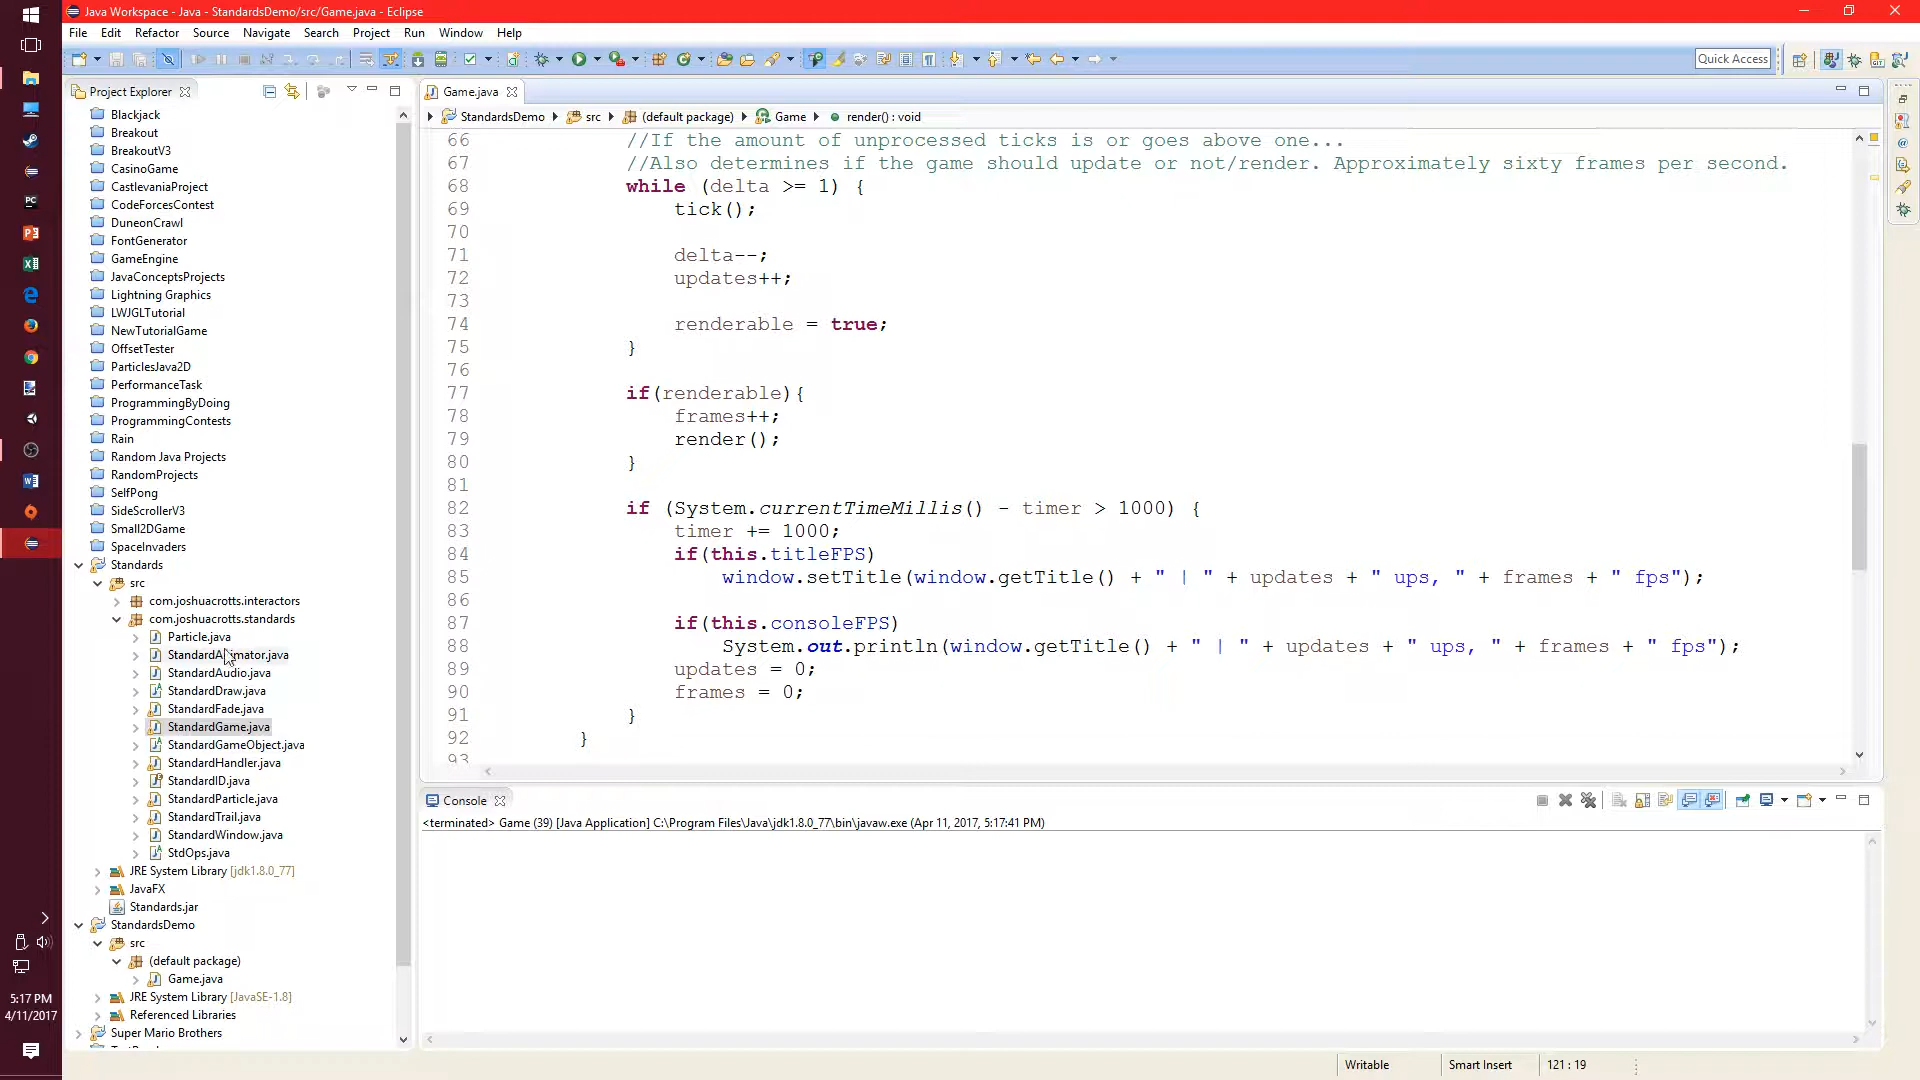 Java Workspace - Java - StandardsDemo/src/Game.java - Eclipse
File Edit Refactor Source Navigate Search Project Run Window Help
Quick Access
Project Explorer
Blackjack
Breakout
BreakoutV3
CasinoGame
CastlevaniaProject
CodeForcesContest
DuneonCrawl
FontGenerator
GameEngine
JavaConceptsProjects
Lightning Graphics
LWJGLTutorial
NewTutorialGame
OffsetTester
ParticlesJava2D
PerformanceTask
ProgrammingByDoing
ProgrammingContests
Rain
Random Java Projects
RandomProjects
SelfPong
SideScrollerV3
Small2DGame
SpaceInvaders
Standards
src
com.joshuacrotts.interactors
com.joshuacrotts.standards
Particle.java
StandardAnimator.java
StandardAudio.java
StandardDraw.java
StandardFade.java
StandardGame.java
StandardGameObject.java
StandardHandler.java
StandardID.java
StandardParticle.java
StandardTrail.java
StandardWindow.java
StdOps.java
JRE System Library [jdk1.8.0_77]
JavaFX
Standards.jar
StandardsDemo
src
(default package)
Game.java
JRE System Library [JavaSE-1.8]
Referenced Libraries
Super Mario Brothers
5:17 PM
4/11/2017
Game.java
StandardsDemo src (default package) Game render() : void
66 //If the amount of unprocessed ticks is or goes above one...
67 //Also determines if the game should update or not/render. Approximately sixty frames per second.
68 while (delta >= 1) {
69 tick();
70
71 delta--;
72 updates++;
73
74 renderable = true;
75 }
76
77 if(renderable){
78 frames++;
79 render();
80 }
81
82 if (System.currentTimeMillis() - timer > 1000) {
83 timer += 1000;
84 if(this.titleFPS)
85 window.setTitle(window.getTitle() + " | " + updates + " ups, " + frames + " fps");
86
87 if(this.consoleFPS)
88 System.out.println(window.getTitle() + " | " + updates + " ups, " + frames + " fps");
89 updates = 0;
90 frames = 0;
91 }
92 }
93
Console
<terminated> Game (39) [Java Application] C:\Program Files\Java\jdk1.8.0_77\bin\javaw.exe (Apr 11, 2017, 5:17:41 PM)
Writable Smart Insert 121 : 19